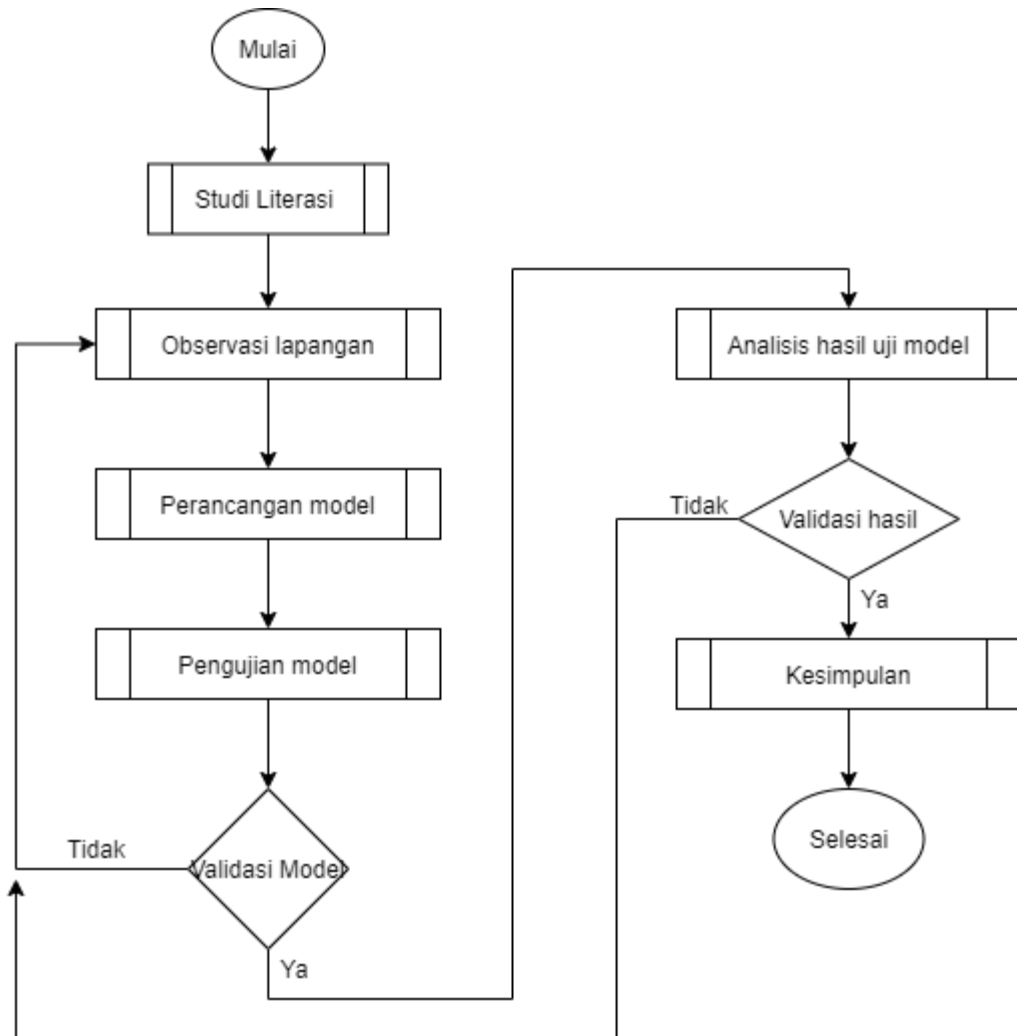 Mulai
Studi Literasi
Observasi lapangan
Perancangan model
Pengujian model
Validasi Model
Tidak
Ya
Analisis hasil uji model
Validasi hasil
Tidak
Ya
Kesimpulan
Selesai